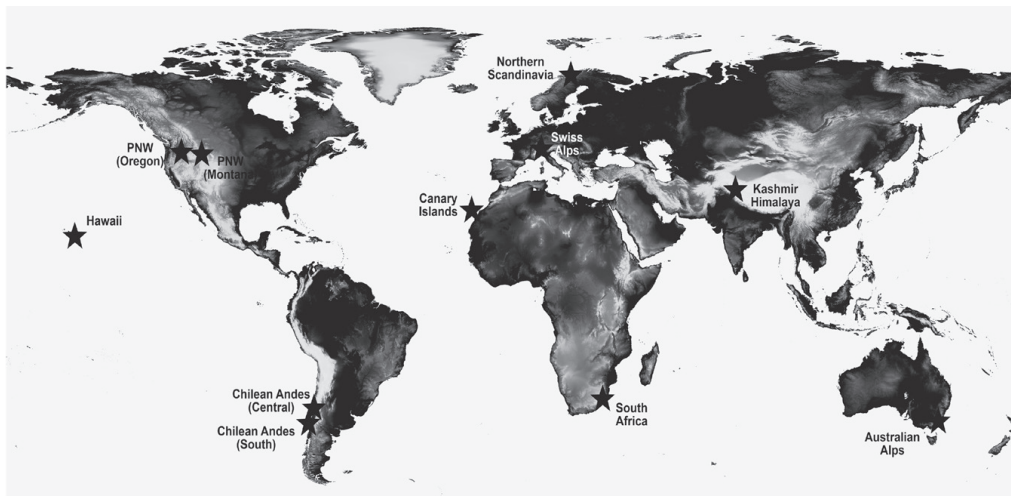 Northern
Scandinavia
PNW
(Oregon)
PNW
(Montana)
Swiss
Alps
Kashmir
Himalaya
Canary
Islands
Hawaii
Chilean Andes
(Central)
Chilean Andes
(South)
South
Africa
Australian
Alps